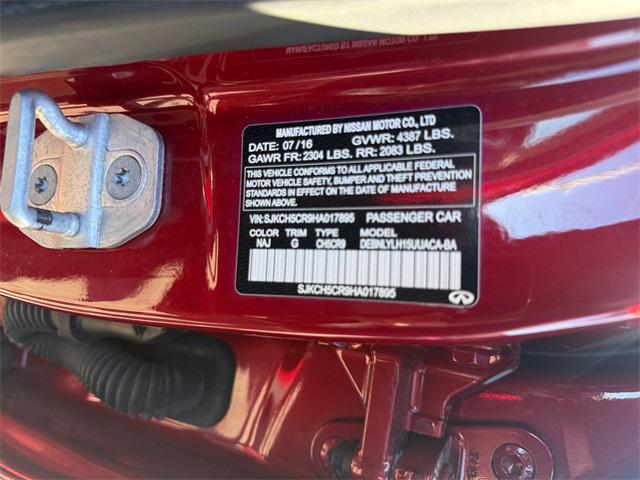 MANUFACTURED BY NISSAN MOTOR CO., LTD
DATE: 07/16 GVWR: 4387 LBS.
GAWR FR: 2304 LBS. RR: 2083 LBS.
THIS VEHICLE CONFORMS TO ALL APPLICABLE FEDERAL
MOTOR VEHICLE SAFETY, BUMPER AND THEFT PREVENTION
STANDARDS IN EFFECT ON THE DATE OF MANUFACTURE
SHOWN ABOVE.
VIN:SJKCH5CR9HA017895 PASSENGER CAR
COLOR TRIM TYPE MODEL
NAJ G CH5CR9 DEBNLYLH15UUACA-BA
SJKCH5CR9HA017895